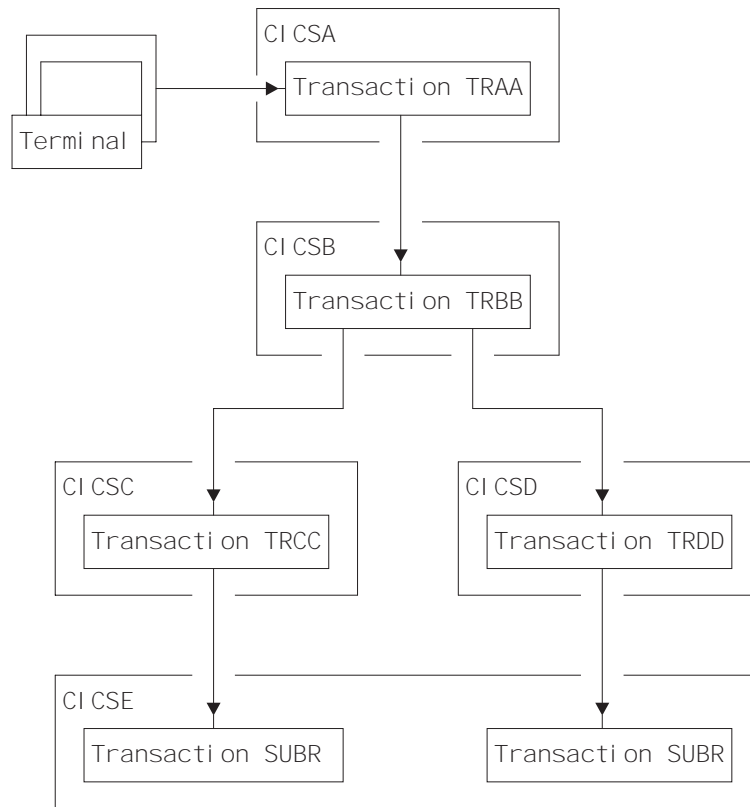 CICSA
Transaction TRAA
Terminal
CICSB
Transaction TRBB
CICSC
CICSD
Transaction TRCC
Transaction TRDD
CICSE
Transaction SUBR
Transaction SUBR